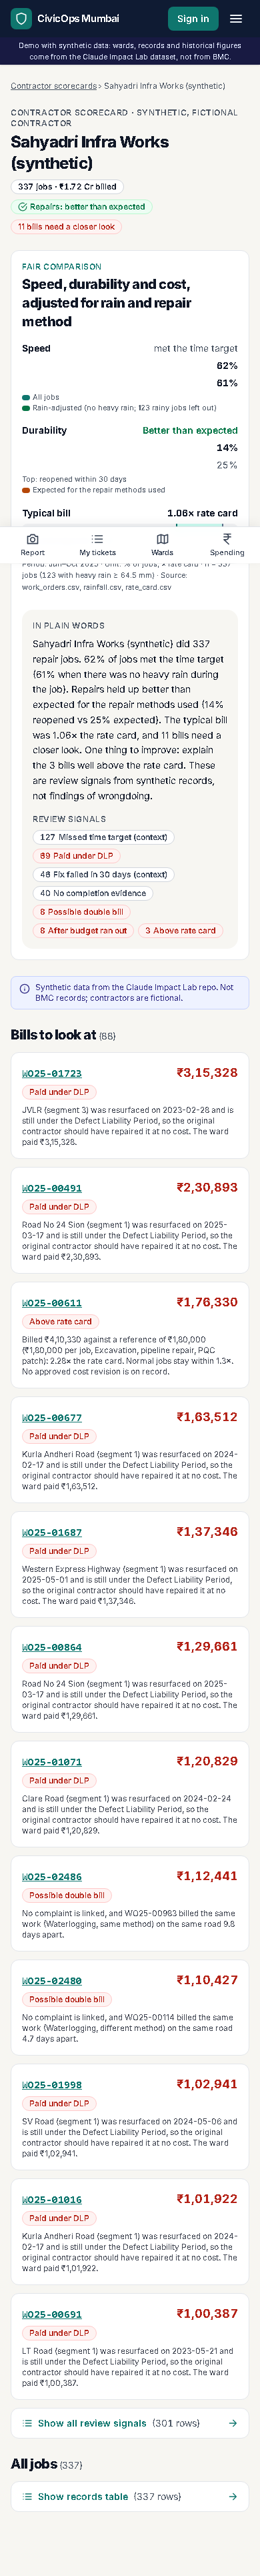 CivicOps Mumbai
Sign in
Demo with synthetic data: wards, records and historical figures
come from the Claude Impact Lab dataset, not from BMC.
Contractor scorecards › Sahyadri Infra Works (synthetic)
CONTRACTOR SCORECARD · SYNTHETIC, FICTIONAL
CONTRACTOR
Sahyadri Infra Works
(synthetic)
337 jobs · ₹1.72 Cr billed
Repairs: better than expected
11 bills need a closer look
FAIR COMPARISON
Speed, durability and cost,
adjusted for rain and repair
method
Speed
met the time target
62%
61%
All jobs
Rain-adjusted (no heavy rain; 123 rainy jobs left out)
Durability
Better than expected
14%
25%
Top: reopened within 30 days
Expected for the repair methods used
Typical bill
1.06× rate card
Report
My tickets
Wards
Spending
jobs (123 with heavy rain ≥ 64.5 mm) · Source:
work_orders.csv, rainfall.csv, rate_card.csv
IN PLAIN WORDS
Sahyadri Infra Works (synthetic) did 337
repair jobs. 62% of jobs met the time target
(61% when there was no heavy rain during
the job). Repairs held up better than
expected for the repair methods used (14%
reopened vs 25% expected). The typical bill
was 1.06× the rate card, and 11 bills need a
closer look. One thing to improve: explain
the 3 bills well above the rate card. These
are review signals from synthetic records,
not findings of wrongdoing.
REVIEW SIGNALS
127 Missed time target (context)
69 Paid under DLP
46 Fix failed in 30 days (context)
40 No completion evidence
8 Possible double bill
8 After budget ran out
3 Above rate card
Synthetic data from the Claude Impact Lab repo. Not
BMC records; contractors are fictional.
Bills to look at (88)
WO25-01723
₹3,15,328
Paid under DLP
JVLR (segment 3) was resurfaced on 2023-02-28 and is
still under the Defect Liability Period, so the original
contractor should have repaired it at no cost. The ward
paid ₹3,15,328.
WO25-00491
₹2,30,893
Paid under DLP
Road No 24 Sion (segment 1) was resurfaced on 2025-
03-17 and is still under the Defect Liability Period, so the
original contractor should have repaired it at no cost. The
ward paid ₹2,30,893.
WO25-00611
₹1,76,330
Above rate card
Billed ₹4,10,330 against a reference of ₹1,80,000
(₹1,80,000 per job, Excavation, pipeline repair, PQC
patch): 2.28× the rate card. Normal jobs stay within 1.3×.
No approved cost revision is on record.
WO25-00677
₹1,63,512
Paid under DLP
Kurla Andheri Road (segment 1) was resurfaced on 2024-
02-17 and is still under the Defect Liability Period, so the
original contractor should have repaired it at no cost. The
ward paid ₹1,63,512.
WO25-01687
₹1,37,346
Paid under DLP
Western Express Highway (segment 1) was resurfaced on
2025-05-01 and is still under the Defect Liability Period,
so the original contractor should have repaired it at no
cost. The ward paid ₹1,37,346.
WO25-00864
₹1,29,661
Paid under DLP
Road No 24 Sion (segment 1) was resurfaced on 2025-
03-17 and is still under the Defect Liability Period, so the
original contractor should have repaired it at no cost. The
ward paid ₹1,29,661.
WO25-01071
₹1,20,829
Paid under DLP
Clare Road (segment 1) was resurfaced on 2024-02-24
and is still under the Defect Liability Period, so the
original contractor should have repaired it at no cost. The
ward paid ₹1,20,829.
WO25-02486
₹1,12,441
Possible double bill
No complaint is linked, and WO25-00983 billed the same
work (Waterlogging, same method) on the same road 9.8
days apart.
WO25-02480
₹1,10,427
Possible double bill
No complaint is linked, and WO25-00114 billed the same
work (Waterlogging, different method) on the same road
4.7 days apart.
WO25-01998
₹1,02,941
Paid under DLP
SV Road (segment 1) was resurfaced on 2024-05-06 and
is still under the Defect Liability Period, so the original
contractor should have repaired it at no cost. The ward
paid ₹1,02,941.
WO25-01016
₹1,01,922
Paid under DLP
Kurla Andheri Road (segment 1) was resurfaced on 2024-
02-17 and is still under the Defect Liability Period, so the
original contractor should have repaired it at no cost. The
ward paid ₹1,01,922.
WO25-00691
₹1,00,387
Paid under DLP
LT Road (segment 1) was resurfaced on 2023-05-21 and
is still under the Defect Liability Period, so the original
contractor should have repaired it at no cost. The ward
paid ₹1,00,387.
Show all review signals (301 rows)
All jobs (337)
Show records table (337 rows)